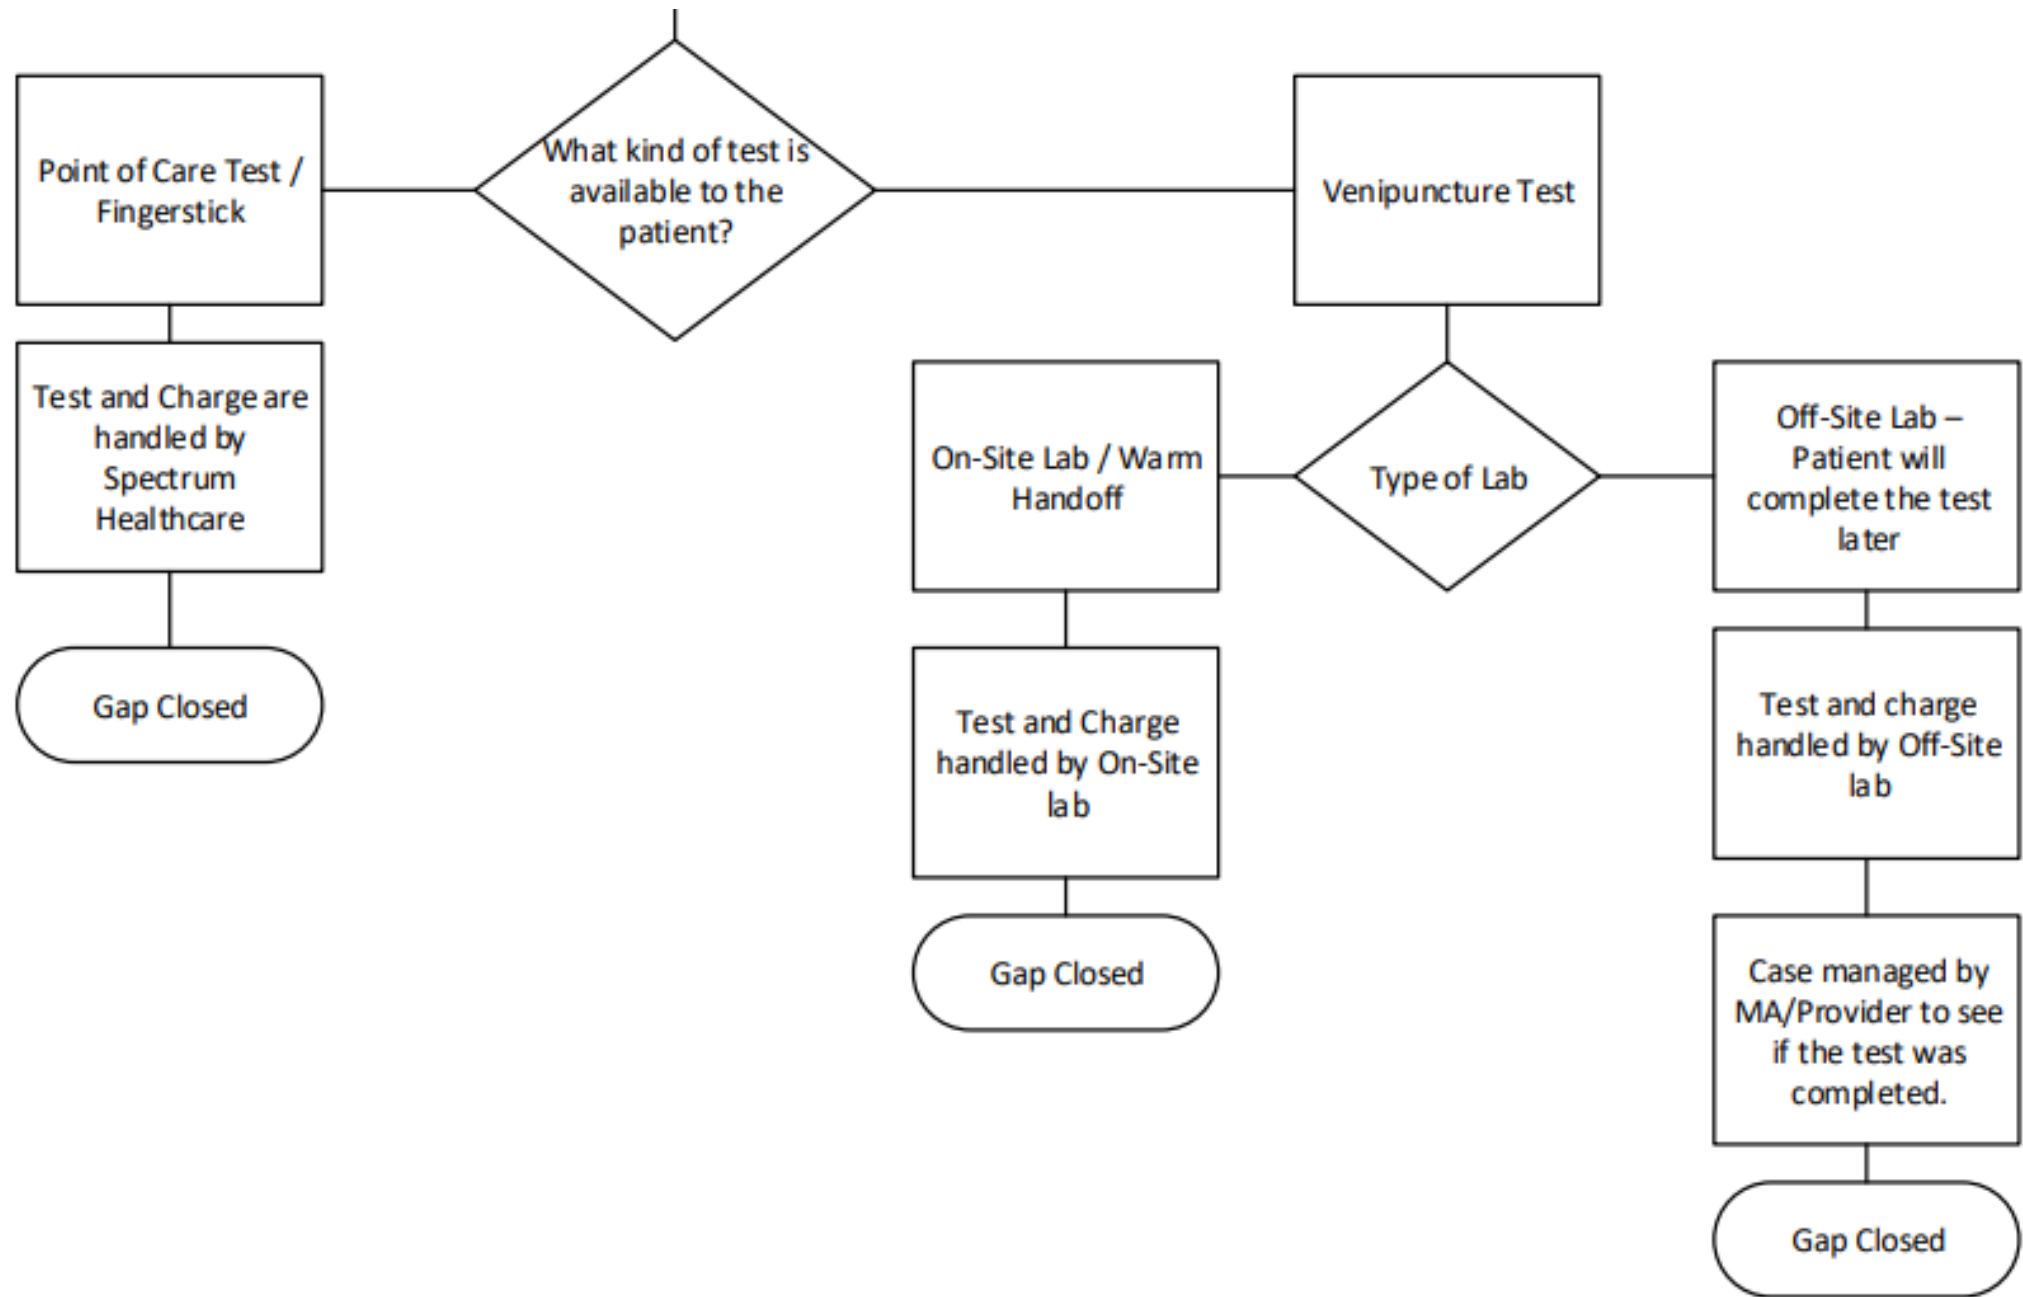 Point of Care Test /
Fingerstick
What kind of test is
available to the
patient?
Venipuncture Test
Test and Charge are
handled by
Spectrum
Healthcare
On-Site Lab / Warm
Handoff
Type of Lab
Off-Site Lab –
Patient will
complete the test
later
Gap Closed
Test and Charge
handled by On-Site
lab
Test and charge
handled by Off-Site
lab
Gap Closed
Case managed by
MA/Provider to see
if the test was
completed.
Gap Closed